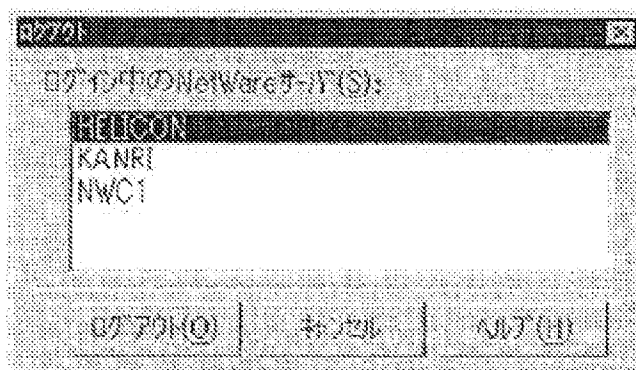 ログアウト
ログイン中のNetWareサーバ(S):
HELICON
KANRI
NWC1
ログアウト(O)
キャンセル
ヘルプ(H)